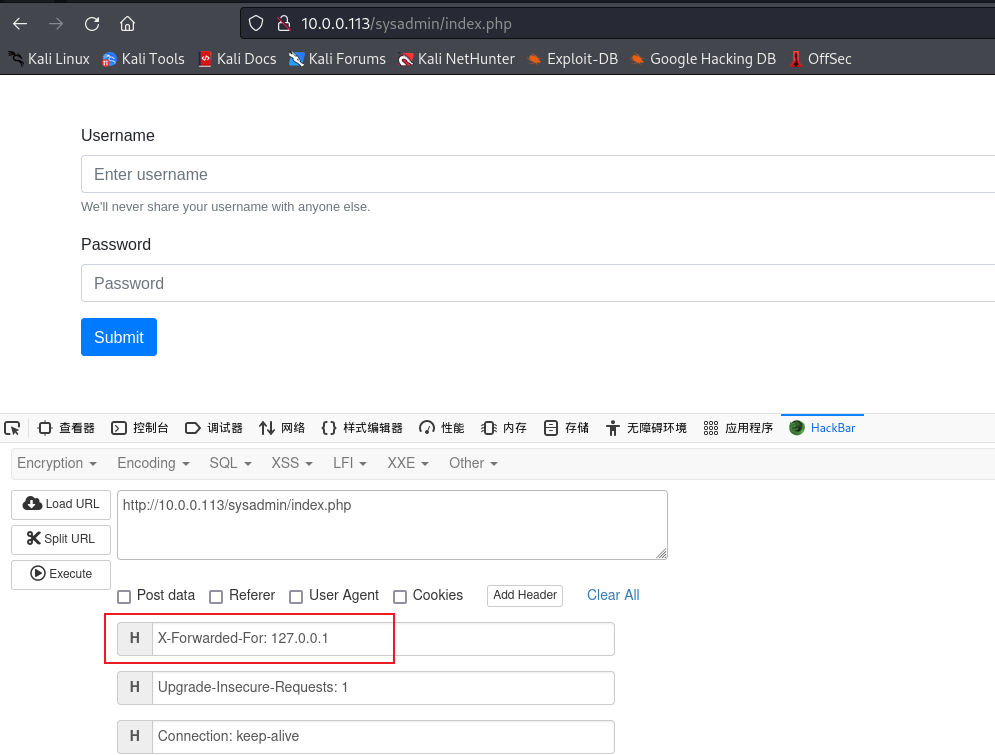 10.0.0.113/sysadmin/index.php
Kali Linux Kali Tools Kali Docs Kali Forums Kali NetHunter Exploit-DB Google Hacking DB OffSec
Username
Enter username
We'll never share your username with anyone else.
Password
Password
Submit
查看器 控制台 调试器 网络 样式编辑器 性能 内存 存储 无障碍环境 应用程序 HackBar
Encryption Encoding SQL XSS LFI XXE Other
Load URL http://10.0.0.113/sysadmin/index.php
Split URL
Execute
Post data Referer User Agent Cookies Add Header Clear All
H X-Forwarded-For: 127.0.0.1
H Upgrade-Insecure-Requests: 1
H Connection: keep-alive